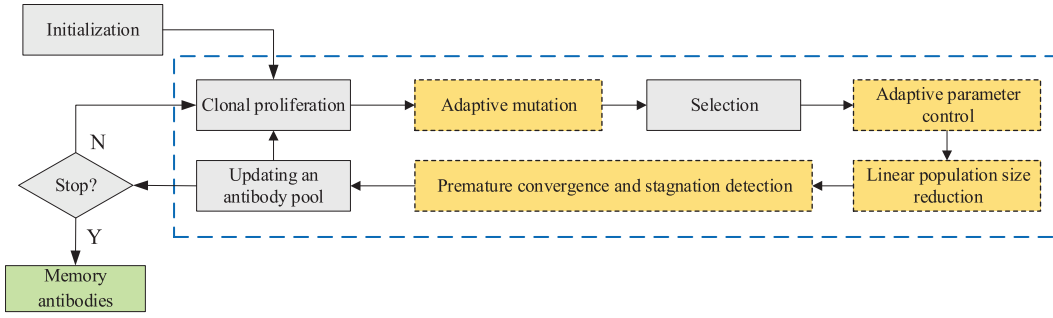 Initialization
Clonal proliferation
Adaptive mutation
Selection
Adaptive parameter
control
N
Stop?
Updating an
antibody pool
Premature convergence and stagnation detection
Linear population size
reduction
Y
Memory
antibodies